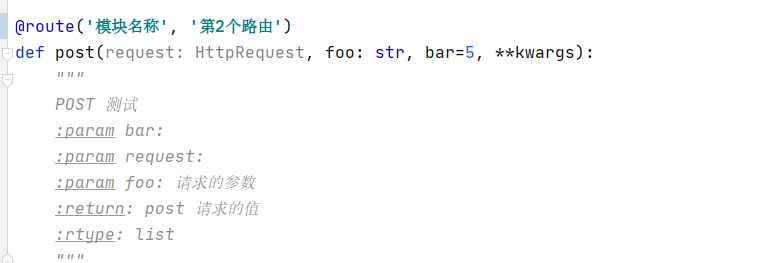 @route('模块名称', '第2个路由')
def post(request: HttpRequest, foo: str, bar=5, **kwargs):
"""
POST 测试
:param bar:
:param request:
:param foo: 请求的参数
:return: post 请求的值
:rtype: list
"""